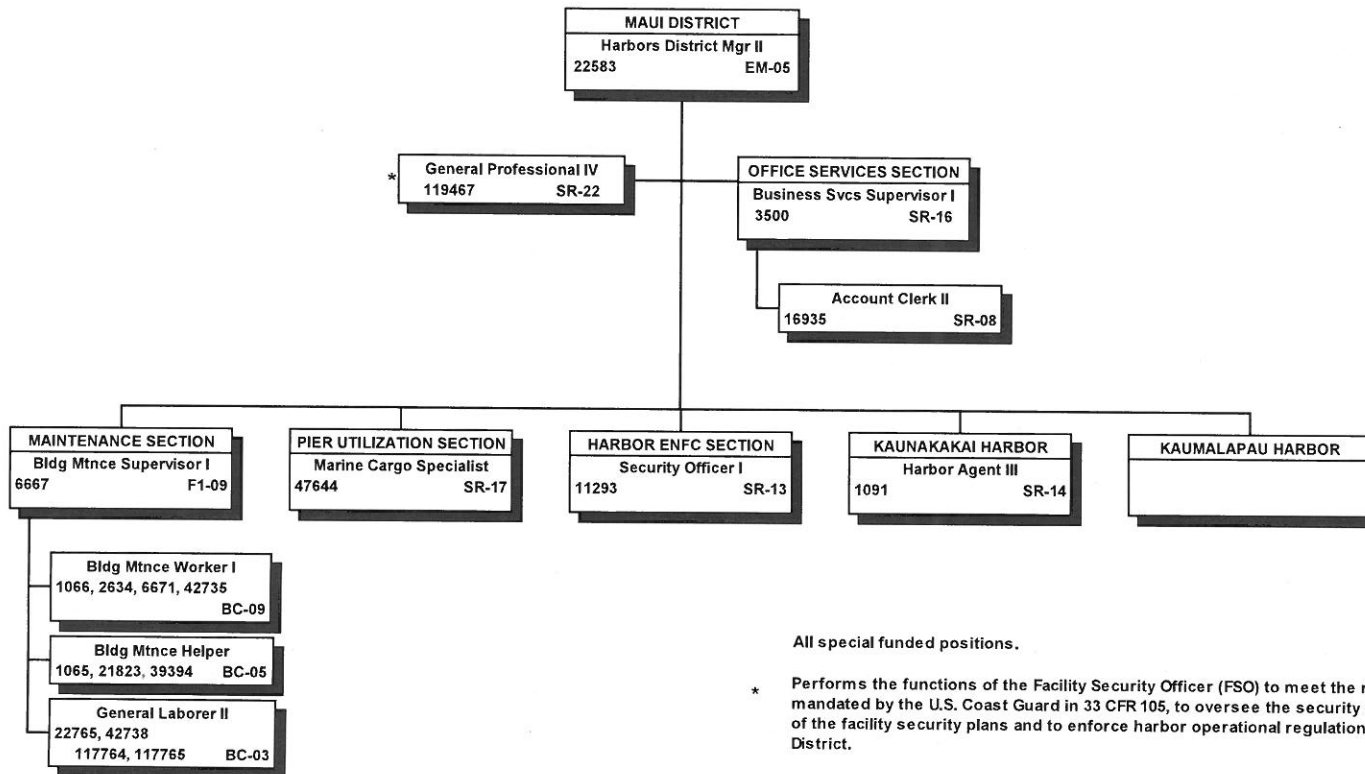 MAUI DISTRICT
Harbors District Mgr II
22583 EM-05
* General Professional IV
119467 SR-22
OFFICE SERVICES SECTION
Business Svcs Supervisor I
3500 SR-16
Account Clerk II
16935 SR-08
MAINTENANCE SECTION
Bldg Mtnce Supervisor I
6667 F1-09
PIER UTILIZATION SECTION
Marine Cargo Specialist
47644 SR-17
HARBOR ENFC SECTION
Security Officer I
11293 SR-13
KAUNAKAKAI HARBOR
Harbor Agent III
1091 SR-14
KAUMALAPAU HARBOR
Bldg Mtnce Worker I
1066, 2634, 6671, 42735
BC-09
Bldg Mtnce Helper
1065, 21823, 39394 BC-05
General Laborer II
22765, 42738
117764, 117765 BC-03
All special funded positions.
* Performs the functions of the Facility Security Officer (FSO) to meet the
mandated by the U.S. Coast Guard in 33 CFR 105, to oversee the security
of the facility security plans and to enforce harbor operational
District.